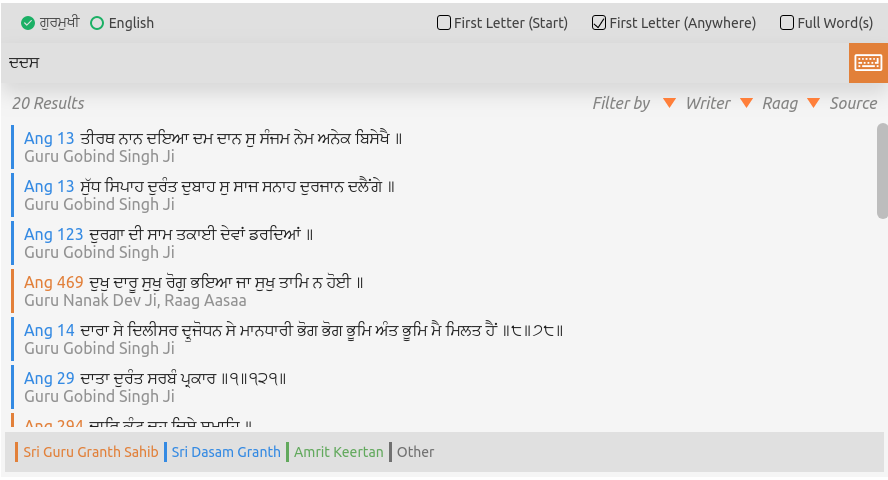 ਗੁਰਮੁਖੀ English First Letter (Start) First Letter (Anywhere) Full Word(s)
ਦਦਸ
20 Results Filter by Writer Raag Source
Ang 13 ਤੀਰਥ ਨਾਨ ਦਇਆ ਦਮ ਦਾਨ ਸੁ ਸੰਜਮ ਨੇਮ ਅਨੇਕ ਬਿਸੇਖੈ ॥
Guru Gobind Singh Ji
Ang 13 ਸੁੱਧ ਸਿਪਾਹ ਦੁਰੰਤ ਦੁਬਾਹ ਸੁ ਸਾਜ ਸਨਾਹ ਦੁਰਜਾਨ ਦਲੈਂਗੇ ॥
Guru Gobind Singh Ji
Ang 123 ਦੁਰਗਾ ਦੀ ਸਾਮ ਤਕਾਈ ਦੇਵਾਂ ਡਰਦਿਆਂ ॥
Guru Gobind Singh Ji
Ang 469 ਦੁਖੁ ਦਾਰੂ ਸੁਖੁ ਰੋਗੁ ਭਇਆ ਜਾ ਸੁਖੁ ਤਾਮਿ ਨ ਹੋਈ ॥
Guru Nanak Dev Ji, Raag Aasaa
Ang 14 ਦਾਰਾ ਸੇ ਦਿਲੀਸਰ ਦ੍ਰੁਜੋਧਨ ਸੇ ਮਾਨਧਾਰੀ ਭੋਗ ਭੋਗ ਭੂਮਿ ਅੰਤ ਭੂਮਿ ਮੈ ਮਿਲਤ ਹੈਂ ॥੮॥੭੮॥
Guru Gobind Singh Ji
Ang 29 ਦਾਤਾ ਦੁਰੰਤ ਸਰਬੰ ਪ੍ਰਕਾਰ ॥੧॥੧੨੧॥
Guru Gobind Singh Ji
Ang 294
Sri Guru Granth Sahib Sri Dasam Granth Amrit Keertan Other